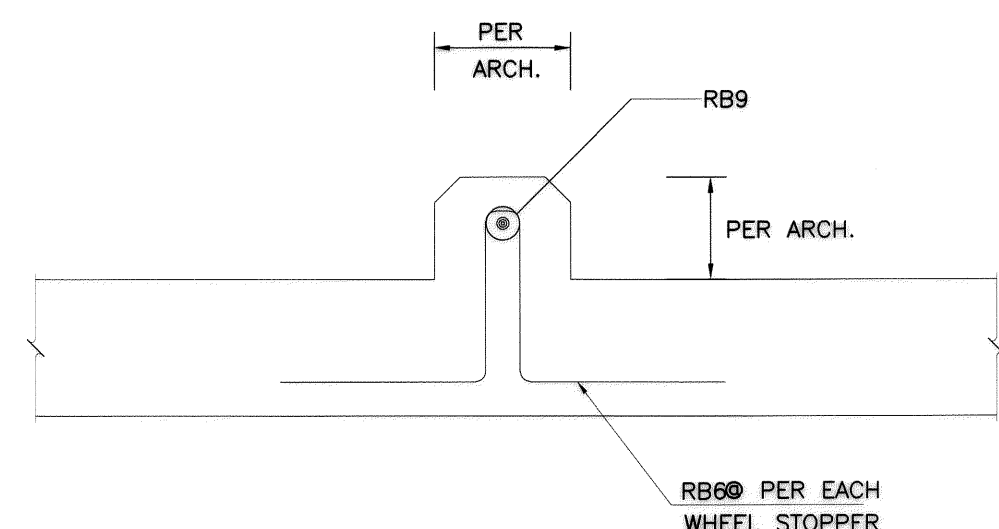 PER
ARCH.
RB9
PER ARCH.
RB6@ PER EACH
WHEEL STOPPER